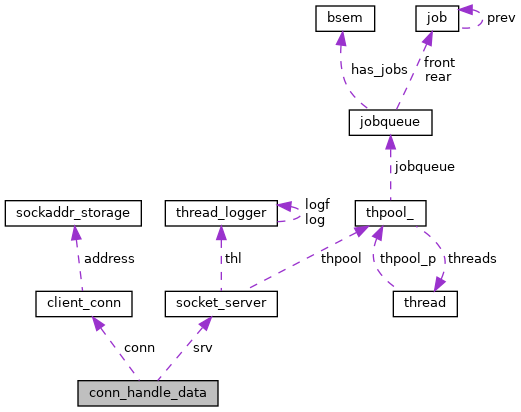 bsem
job
prev
has_jobs
front
rear
jobqueue
jobqueue
sockaddr_storage
thread_logger
logf
log
thpool_
address
thl
thpool
thpool_p
threads
client_conn
socket_server
thread
conn
srv
conn_handle_data